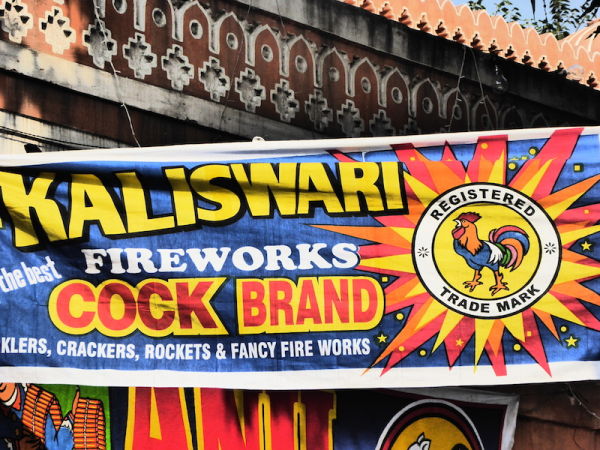 KALISWARI
FIREWORKS
the best
COCK BRAND
KLERS, CRACKERS, ROCKETS & FANCY FIRE WORKS
REGISTERED
TRADE MARK